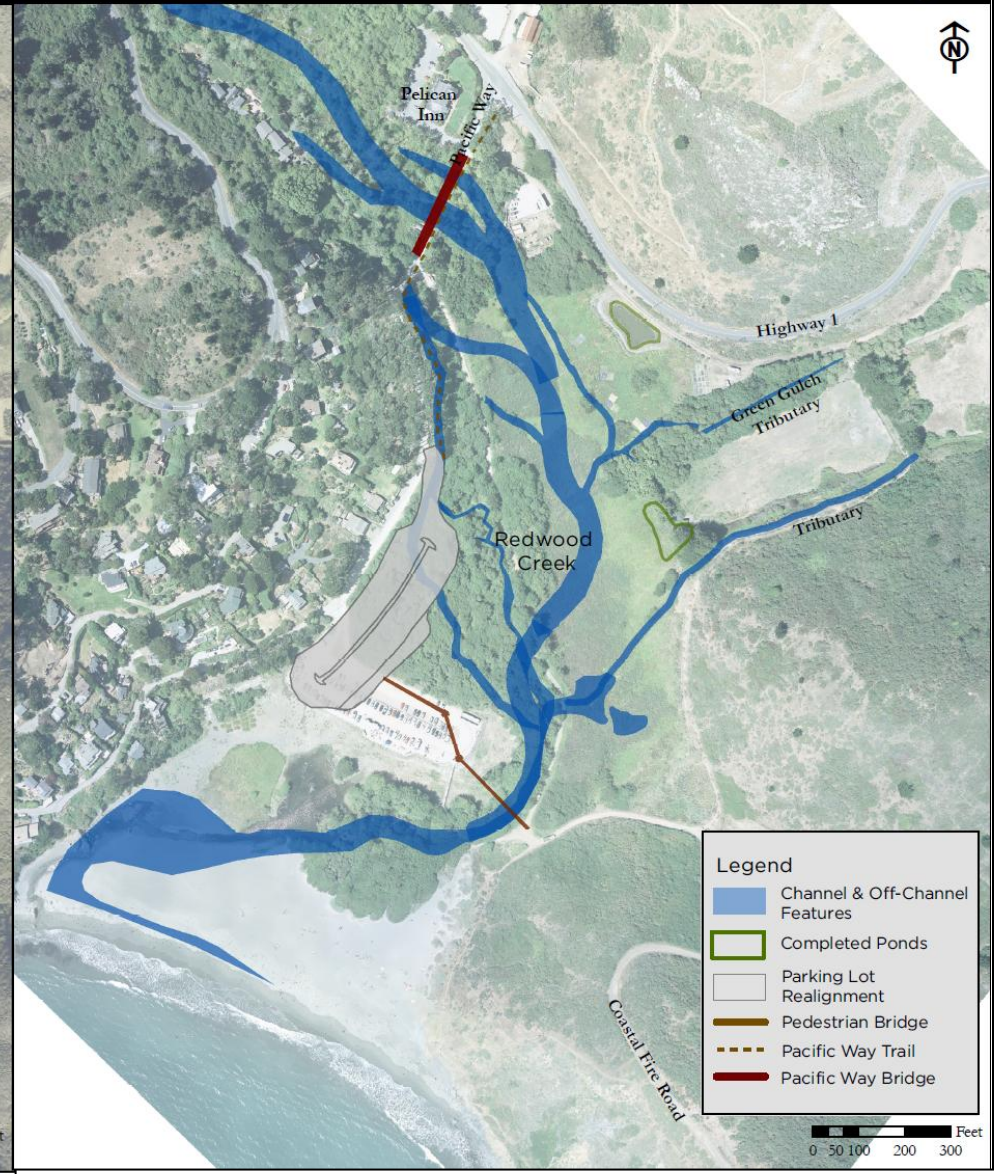 N
Pelican
Inn
Pacific Way
Highway 1
Green Gulch
Tributary
Tributary
Redwood
Creek
Coastal Fire Road
Legend
Channel & Off-Channel
Features
Completed Ponds
Parking Lot
Realignment
Pedestrian Bridge
Pacific Way Trail
Pacific Way Bridge
Feet
0 50 100 200 300